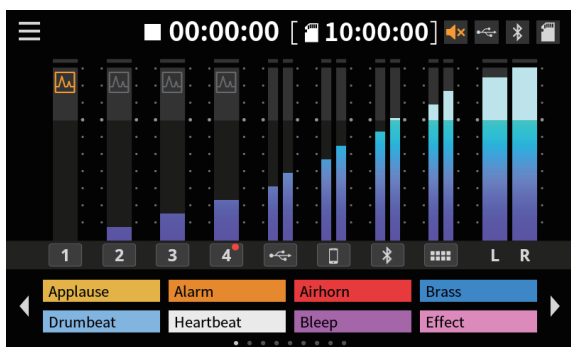 00:00:00 [ 10:00:00]
1 2 3 4 L R
Applause Alarm Airhorn Brass
Drumbeat Heartbeat Bleep Effect